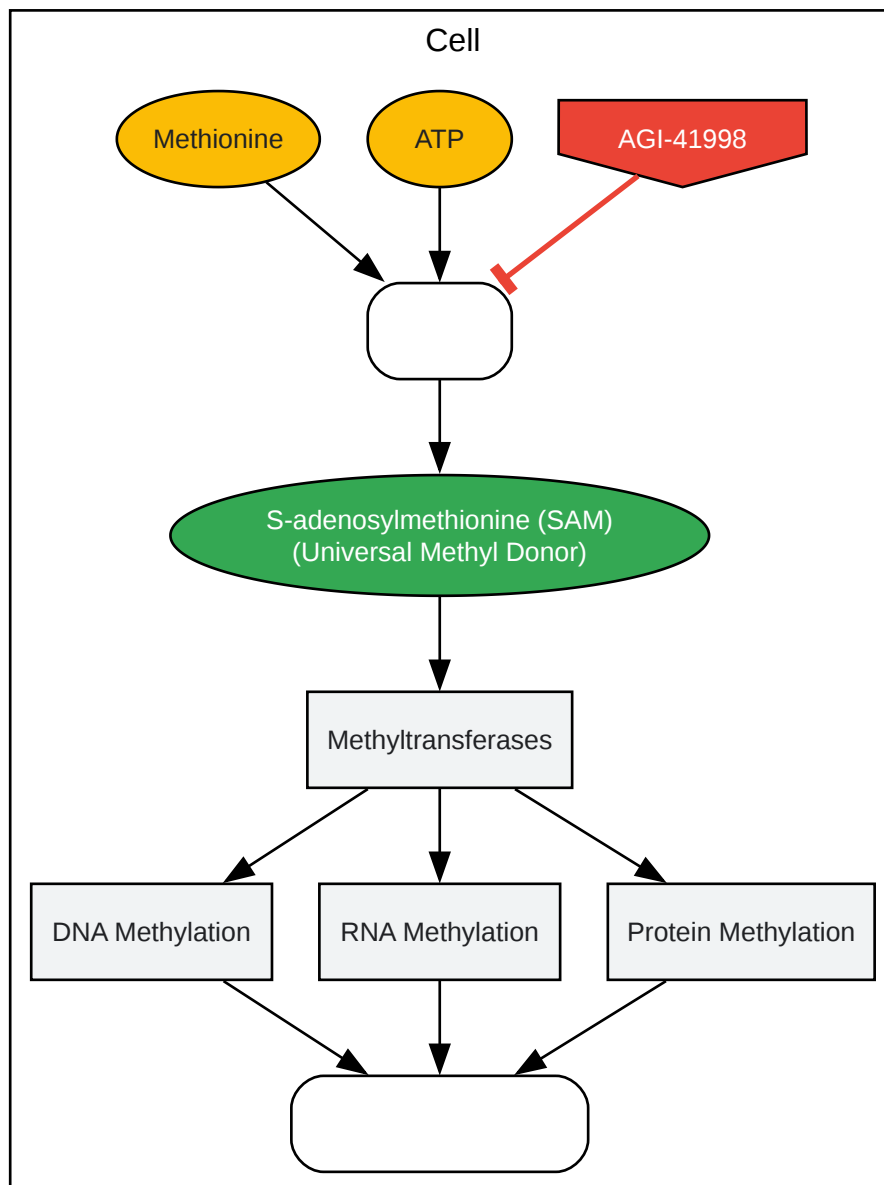 Cell
Methionine
ATP
AGI-41998
S-adenosylmethionine (SAM)
(Universal Methyl Donor)
Methyltransferases
DNA Methylation
RNA Methylation
Protein Methylation